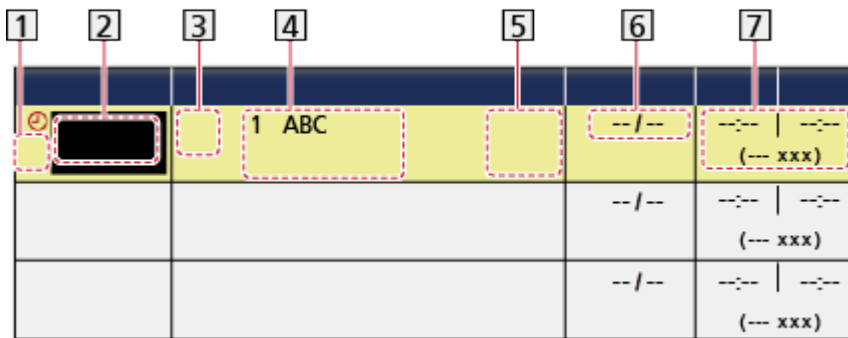 1 2 3 4 5 6 7
1 ABC --/-- --:-- | --:--
(--- xxx)
--/-- --:-- | --:--
(--- xxx)
--/-- --:-- | --:--
(--- xxx)